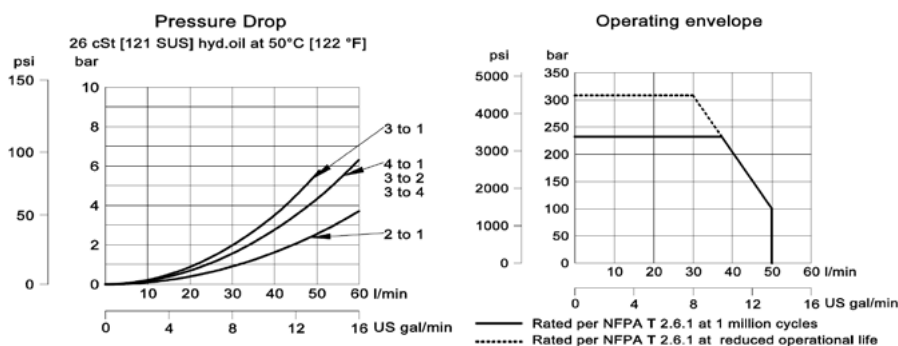 Pressure Drop
26 cSt [121 SUS] hyd.oil at 50°C [122 °F]
psi
bar
150
100
50
0
10
8
6
4
2
0
3 to 1
4 to 1
3 to 2
3 to 4
2 to 1
10 20 30 40 50 60 l/min
0 4 8 12 16 US gal/min
Operating envelope
psi
bar
5000
4000
3000
2000
1000
0
350
300
250
200
150
100
50
0
10 20 30 40 50 60 l/min
0 4 8 12 16 US gal/min
Rated per NFPA T 2.6.1 at 1 million cycles
Rated per NFPA T 2.6.1 at reduced operational life